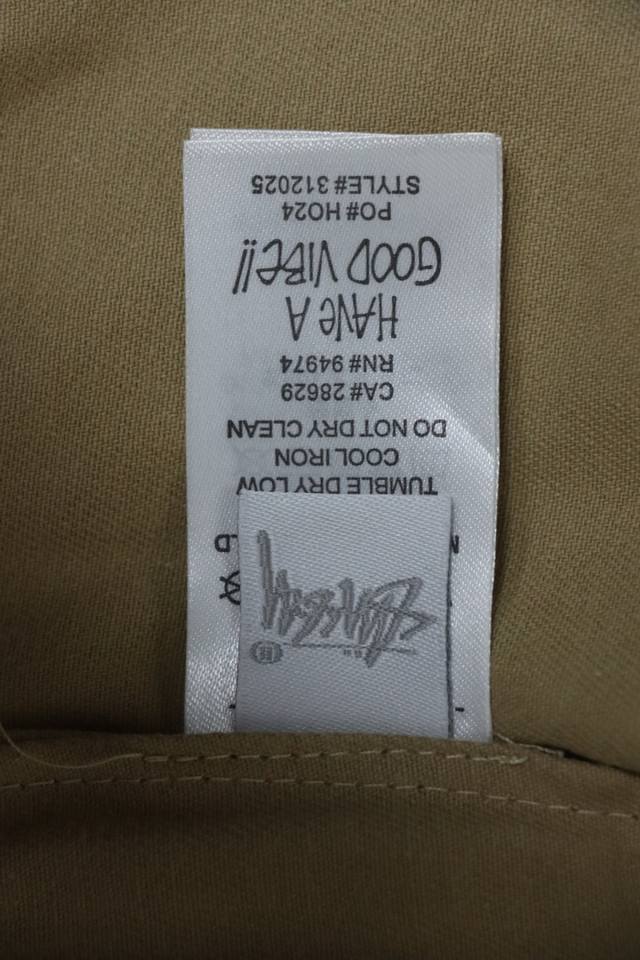 Stüssy
TUMBLE DRY LOW
COOL IRON
DO NOT DRY CLEAN
CA# 28629
RN# 94974
HAVE A
GOOD VIBE!!
PO# HO24
STYLE# 312025